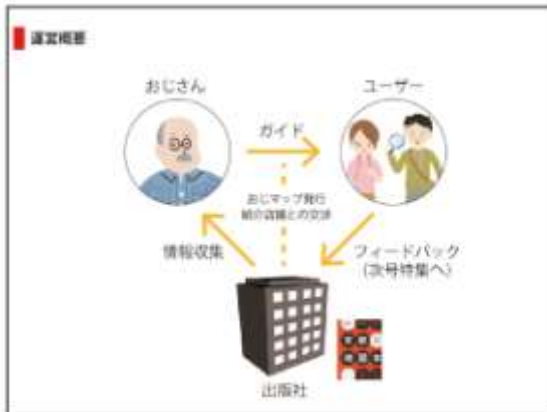 運営概要
おじさん
ユーザー
ガイド
おじマップ発行
紹介店舗との交渉
情報収集
フィードバック
(次号特集へ)
出版社